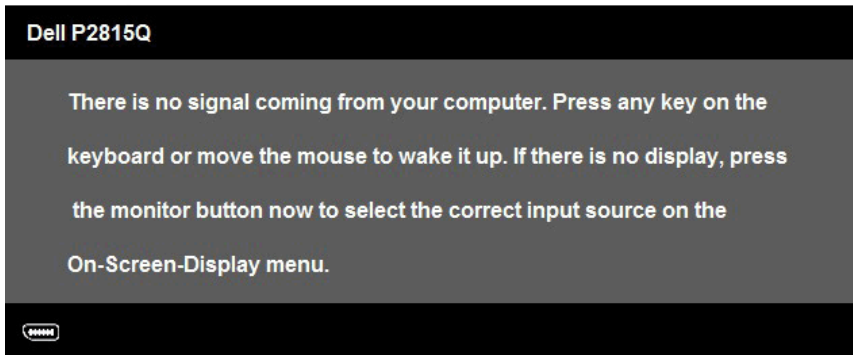 Dell P2815Q
There is no signal coming from your computer. Press any key on the
keyboard or move the mouse to wake it up. If there is no display, press
the monitor button now to select the correct input source on the
On-Screen-Display menu.